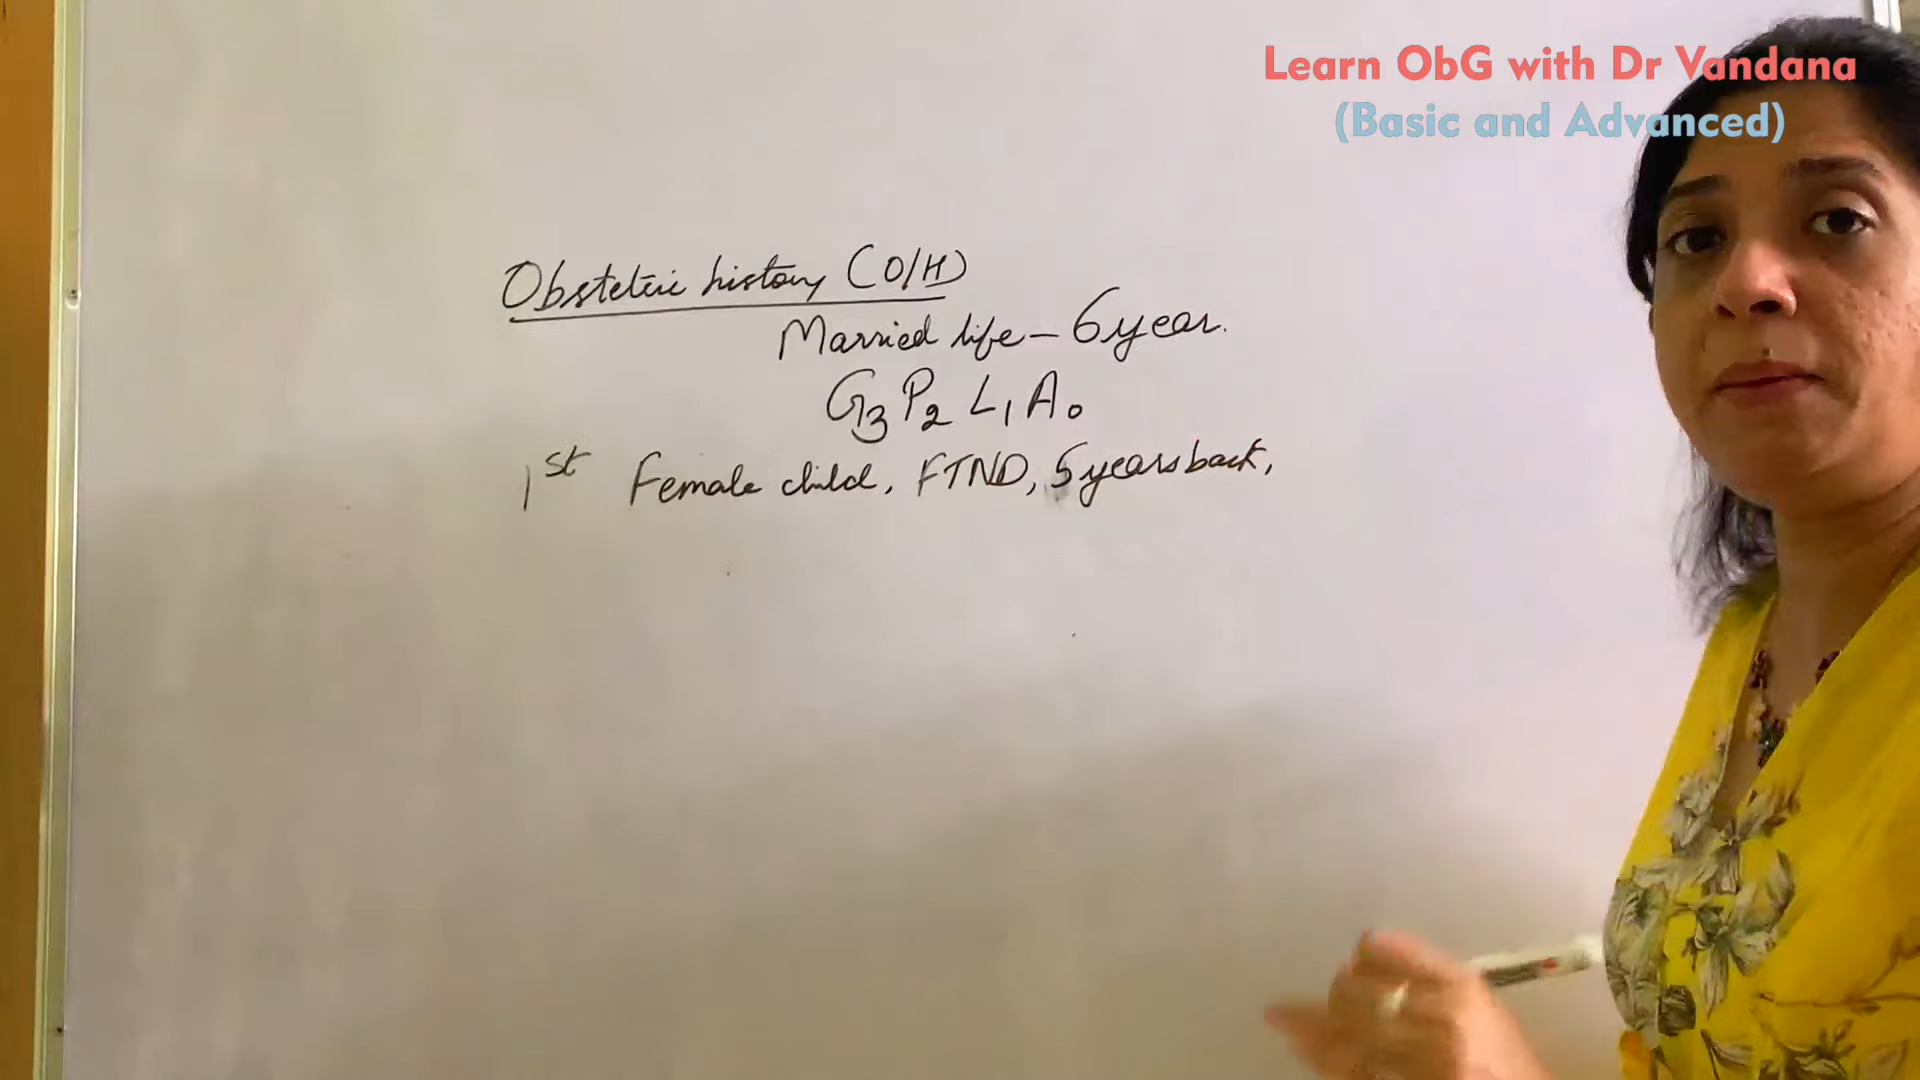 Learn ObG with Dr Vandana
(Basic and Advanced)
Obstetric history (O/H)
Married life - 6 year.
G3 P2 L1 A0
1st Female child, FTND, 5 years back,